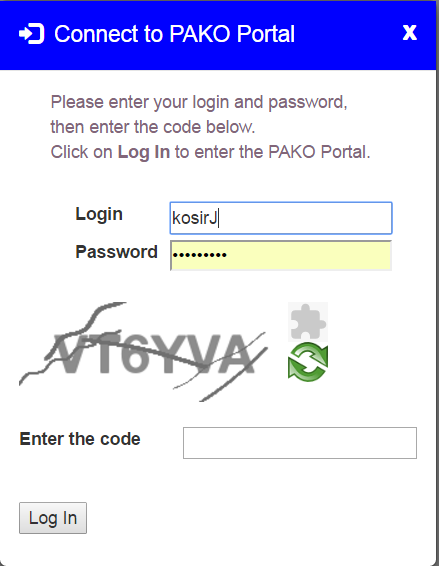 Connect to PAKO Portal
x
Please enter your login and password,
then enter the code below.
Click on Log In to enter the PAKO Portal.
Login
kosirJ
Password
•••••••••
VT6YVA
Enter the code
Log In